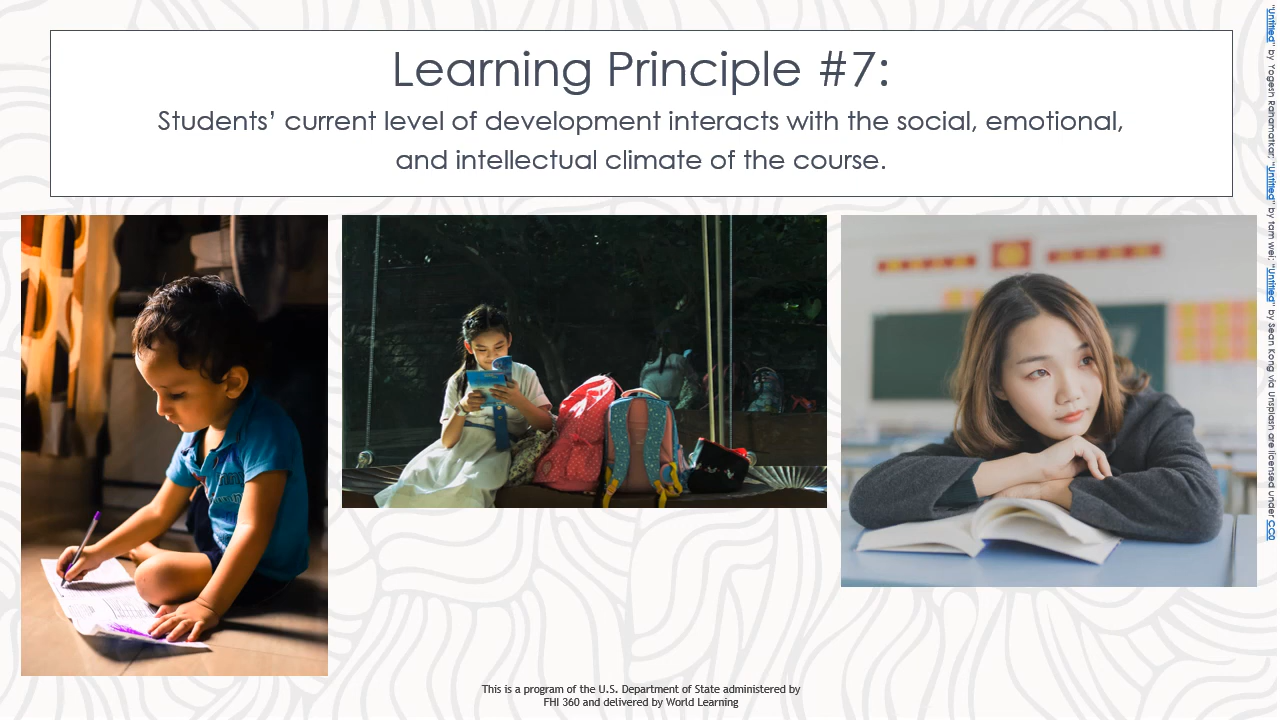 Learning Principle #7:
Students’ current level of development interacts with the social, emotional,
and intellectual climate of the course.
This is a program of the U.S. Department of State administered by
FHI 360 and delivered by World Learning
"Untitled" by Yogesh Rahamatkar; "Untitled" by tam wei; "Untitled" by Sean Kong via Unsplash are licensed under CC0